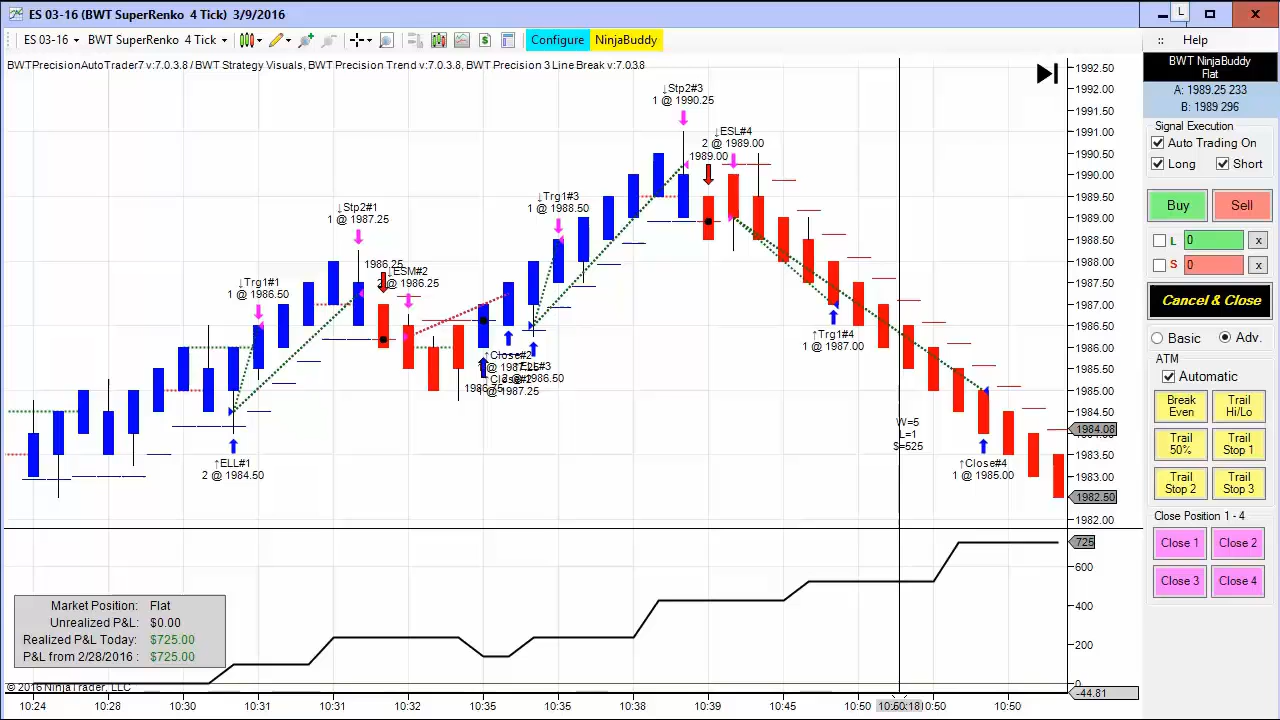 ES 03-16 (BWT SuperRenko 4 Tick) 3/9/2016
L
X
ES 03-16
BWT SuperRenko 4 Tick
$
Configure
NinjaBuddy
Help
BWTPrecisionAutoTrader7 v:7.0.3.8 / BWT Strategy Visuals, BWT Precision Trend v:7.0.3.8, BWT Precision 3 Line Break v:7.0.3.8
↓Stp2#3
1 @ 1990.25
↓ESL#4
2 @ 1989.00
1989.00
↓Trg1#3
1 @ 1988.50
↓Stp2#1
1 @ 1987.25
1986.25
↓ESM#2
2 @ 1986.25
↓Trg1#1
1 @ 1986.50
↑Trg1#4
1 @ 1987.00
↑Close#2
1 @ 1987.25
↑ELL#1
2 @ 1984.50
W=5
L=1
S=525
↑Close#4
1 @ 1985.00
1992.50
1992.00
1991.50
1991.00
1990.50
1990.00
1989.50
1989.00
1988.50
1988.00
1987.50
1987.00
1986.50
1986.00
1985.50
1985.00
1984.50
1984.08
1983.50
1983.00
1982.50
1982.00
725
600
400
200
0
-44.81
Market Position: Flat
Unrealized P&L: $0.00
Realized P&L Today: $725.00
P&L from 2/28/2016 : $725.00
© 2016 NinjaTrader, LLC
10:24
10:28
10:30
10:31
10:31
10:32
10:35
10:35
10:38
10:39
10:45
10:50
10:50:18
10:50
10:50
BWT NinjaBuddy
Flat
A: 1989.25 233
B: 1989 296
Signal Execution
Auto Trading On
Long
Short
Buy
Sell
L
0
x
S
0
x
Cancel & Close
Basic
Adv.
ATM
Automatic
Break Even
Trail Hi/Lo
Trail 50%
Trail Stop 1
Trail Stop 2
Trail Stop 3
Close Position 1 - 4
Close 1
Close 2
Close 3
Close 4